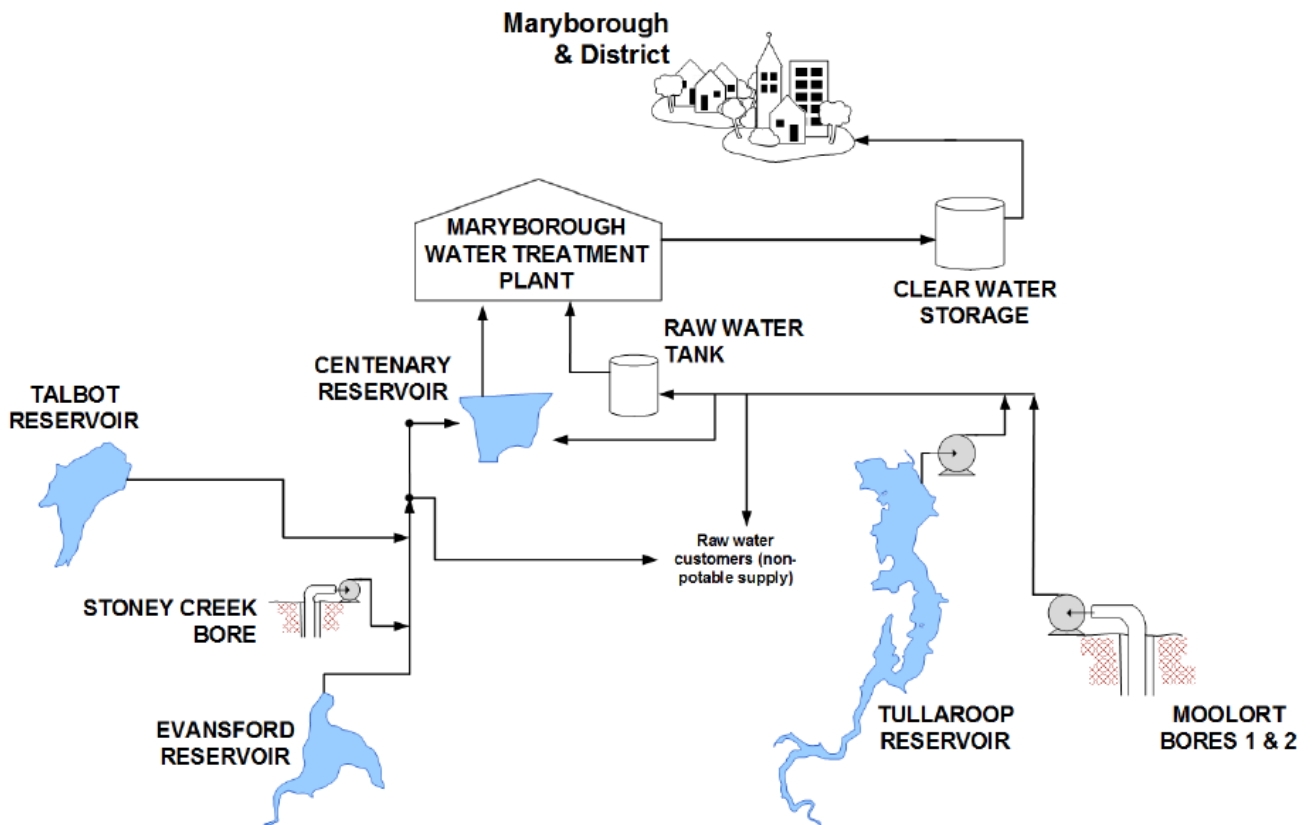 Maryborough
& District
MARYBOROUGH
WATER TREATMENT
PLANT
CLEAR WATER
STORAGE
RAW WATER
TANK
CENTENARY
RESERVOIR
TALBOT
RESERVOIR
Raw water
customers (non-
potable supply)
STONEY CREEK
BORE
EVANSFORD
RESERVOIR
TULLAROOP
RESERVOIR
MOOLORT
BORES 1 & 2